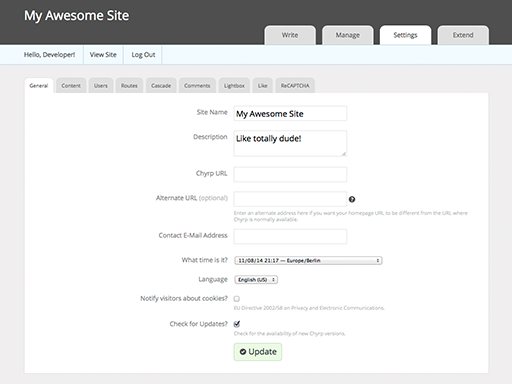 My Awesome Site
Write Manage Settings Extend
Hello, Developer! View Site Log Out
General Content Users Routes Cascade Comments Lightbox Like ReCAPTCHA
Site Name My Awesome Site
Description Like totally dude!
Chyrp URL
Alternate URL (optional) ?
Enter an alternate address here if you want your homepage URL to be different from the URL where
Chyrp is normally available.
Contact E-Mail Address
What time is it? 11/08/14 21:17 — Europe/Berlin
Language English (US)
Notify visitors about cookies?
EU Directive 2002/58 on Privacy and Electronic Communications.
Check for Updates?
Check for the availability of new Chyrp versions.
Update